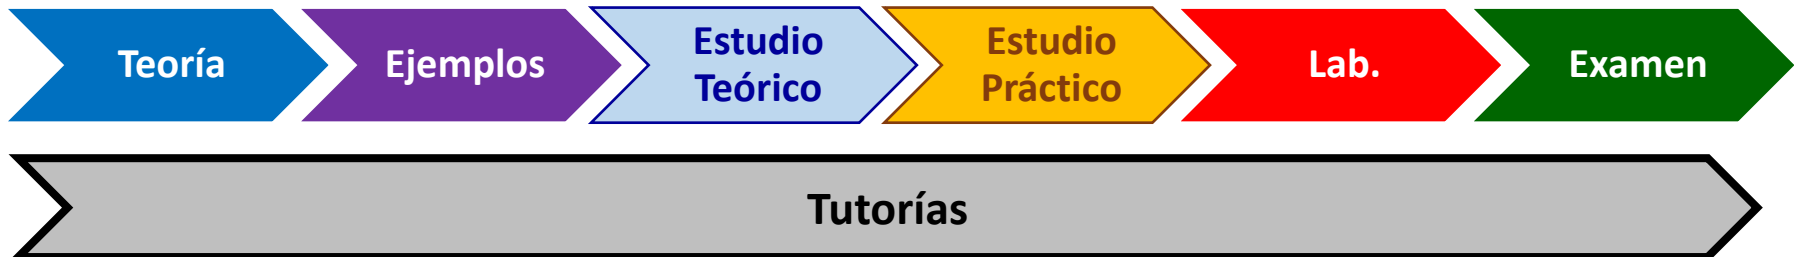 Teoría
Ejemplos
Estudio
Teórico
Estudio
Práctico
Lab.
Examen
Tutorías